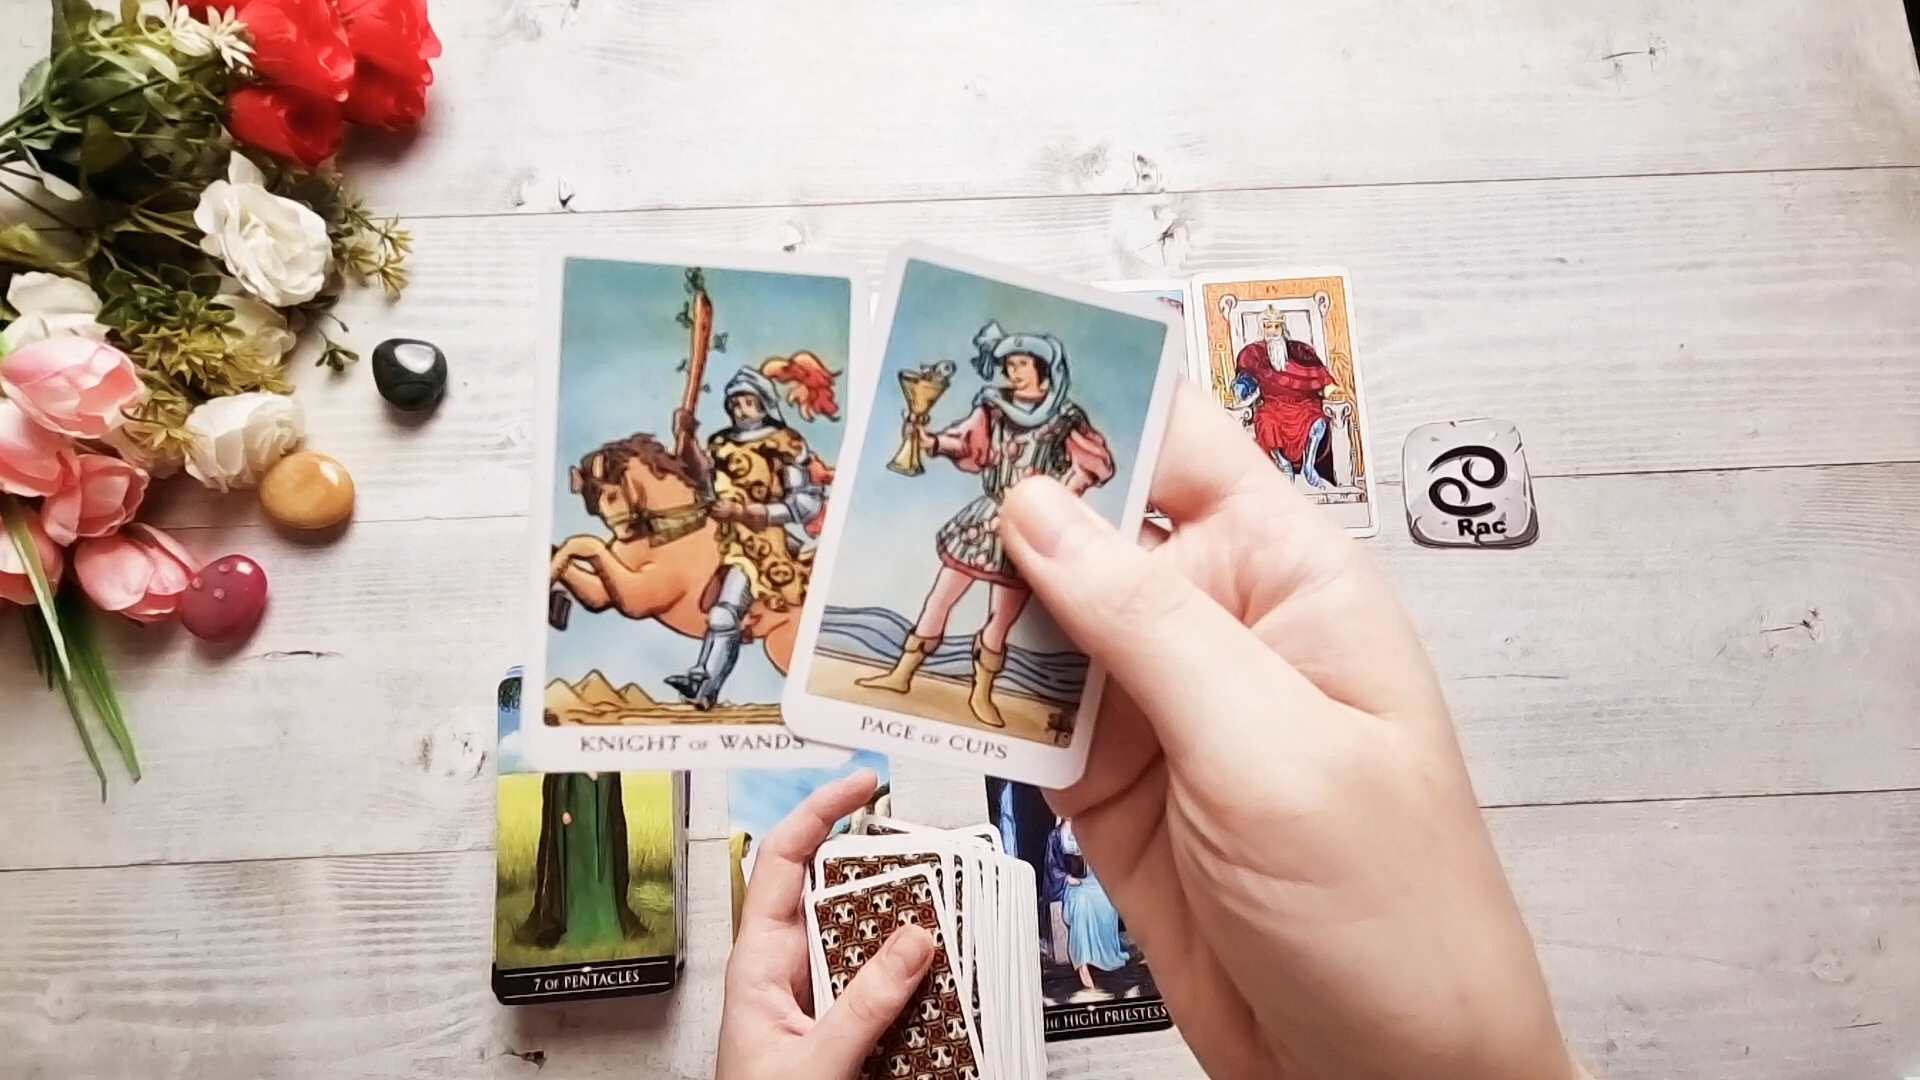 IV
Rac
KNIGHT OF WANDS
PAGE OF CUPS
7 OF PENTACLES
HIGH PRIESTESS